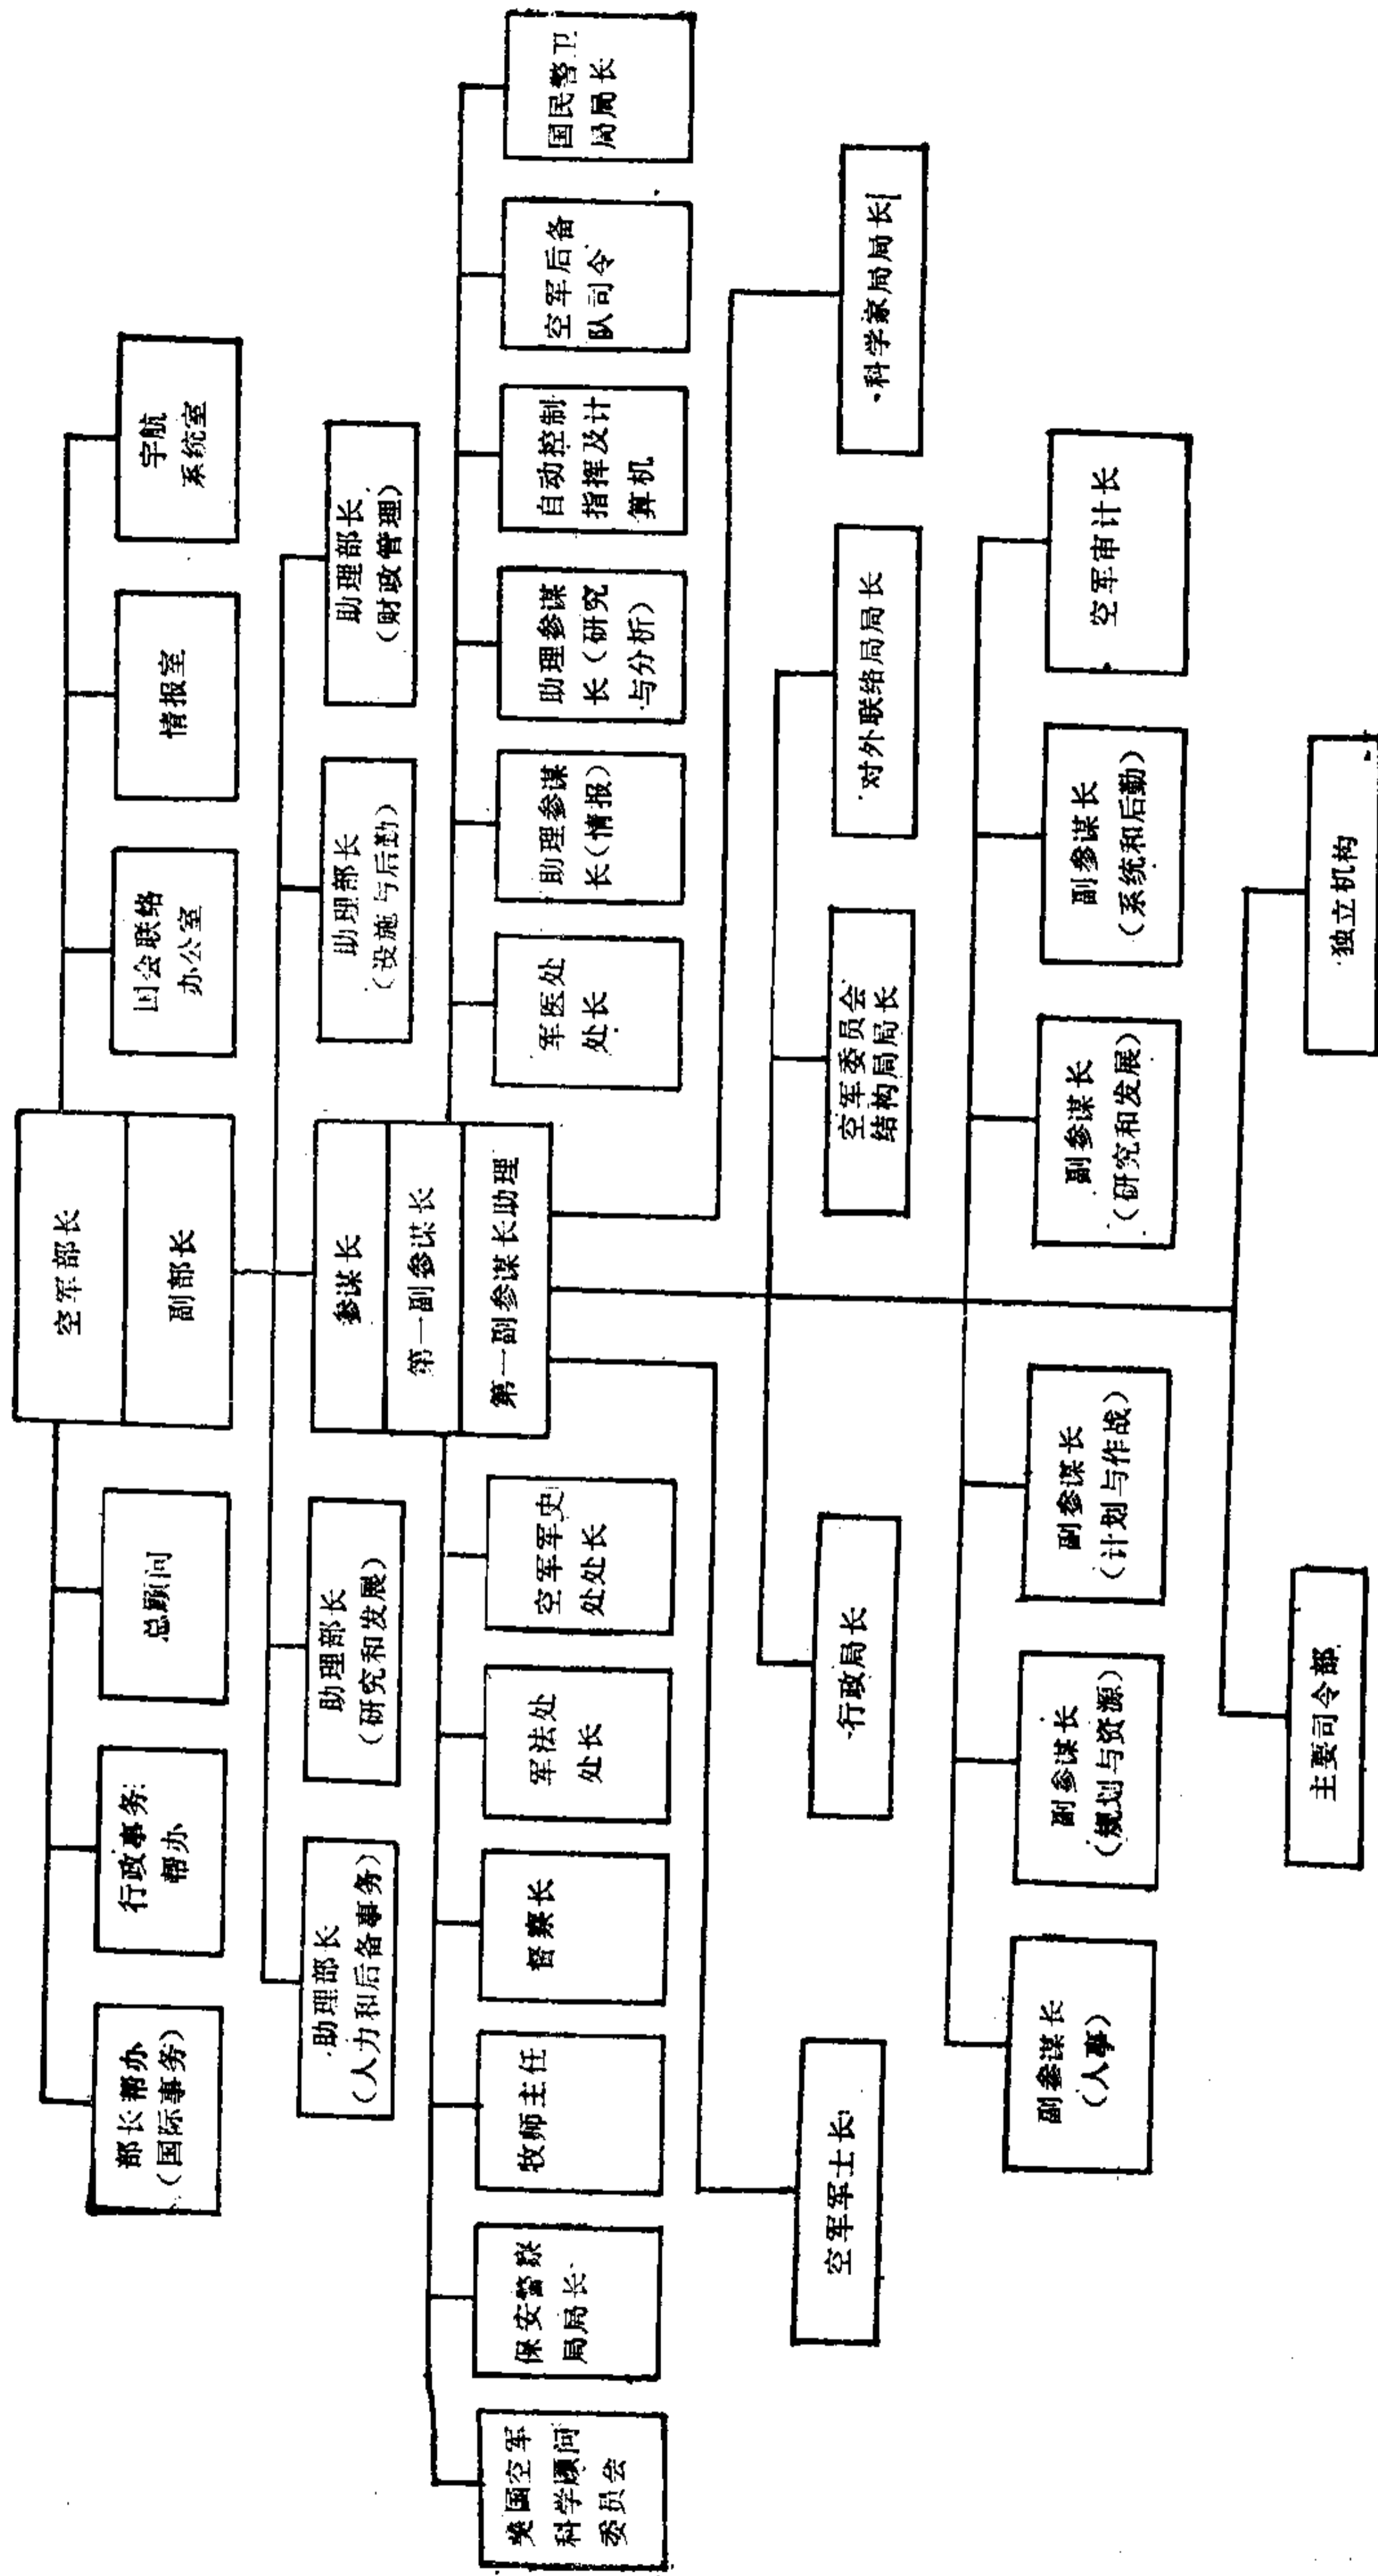 空军部长
副部长
部长帮办
(国际事务)
行政事务
帮办
总顾问
国会联络
办公室
情报室
宇航
系统室
助理部长
(人力和后备事务)
助理部长
(研究和发展)
助理部长
(设施与后勤)
助理部长
(财政管理)
参谋长
第一副参谋长
第一副参谋长助理
美国空军
科学顾问
委员会
保安警察
局局长
牧师主任
督察长
军法处
处长
空军军史
处处长
军医处
处长
助理参谋
长(情报)
助理参谋
长(研究
与分析)
自动控制
指挥及计
算机
空军后备
队司令
国民警卫
局局长
空军军士长
行政局长
空军委员会
结构局局长
对外联络局局长
科学家局局长
副参谋长
(人事)
副参谋长
(规划与资源)
副参谋长
(计划与作战)
副参谋长
(研究和发展)
副参谋长
(系统和后勤)
空军审计长
主要司令部
独立机构